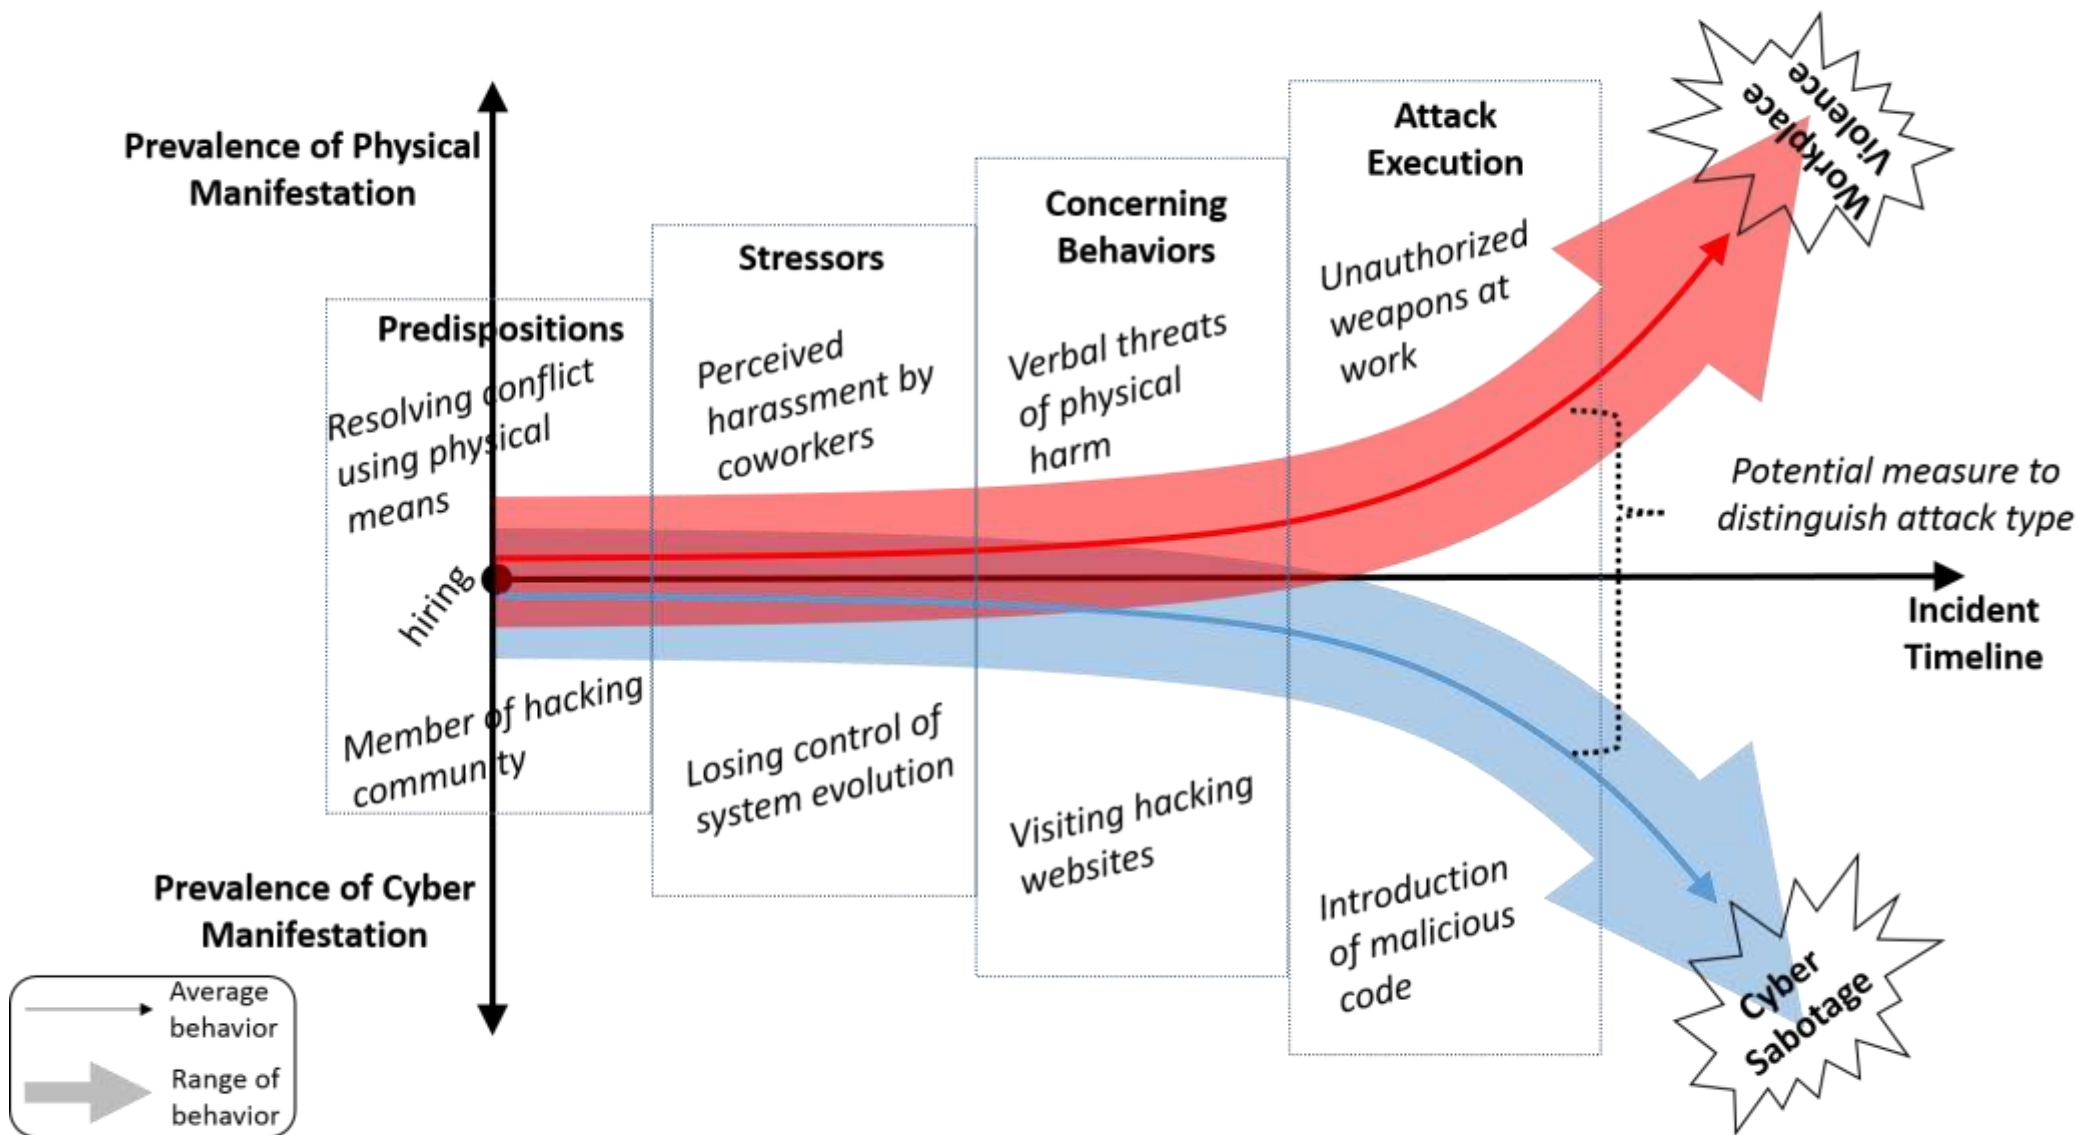 Prevalence of Physical
Manifestation
Predispositions
Resolving conflict
using physical
means
hiring
Member of hacking
community
Prevalence of Cyber
Manifestation
Stressors
Perceived
harassment by
coworkers
Losing control of
system evolution
Concerning
Behaviors
Verbal threats
of physical
harm
Visiting hacking
websites
Attack
Execution
Unauthorized
weapons at
work
Introduction
of malicious
code
Workplace
Violence
Potential measure to
distinguish attack type
Incident
Timeline
Cyber
Sabotage
Average
behavior
Range of
behavior